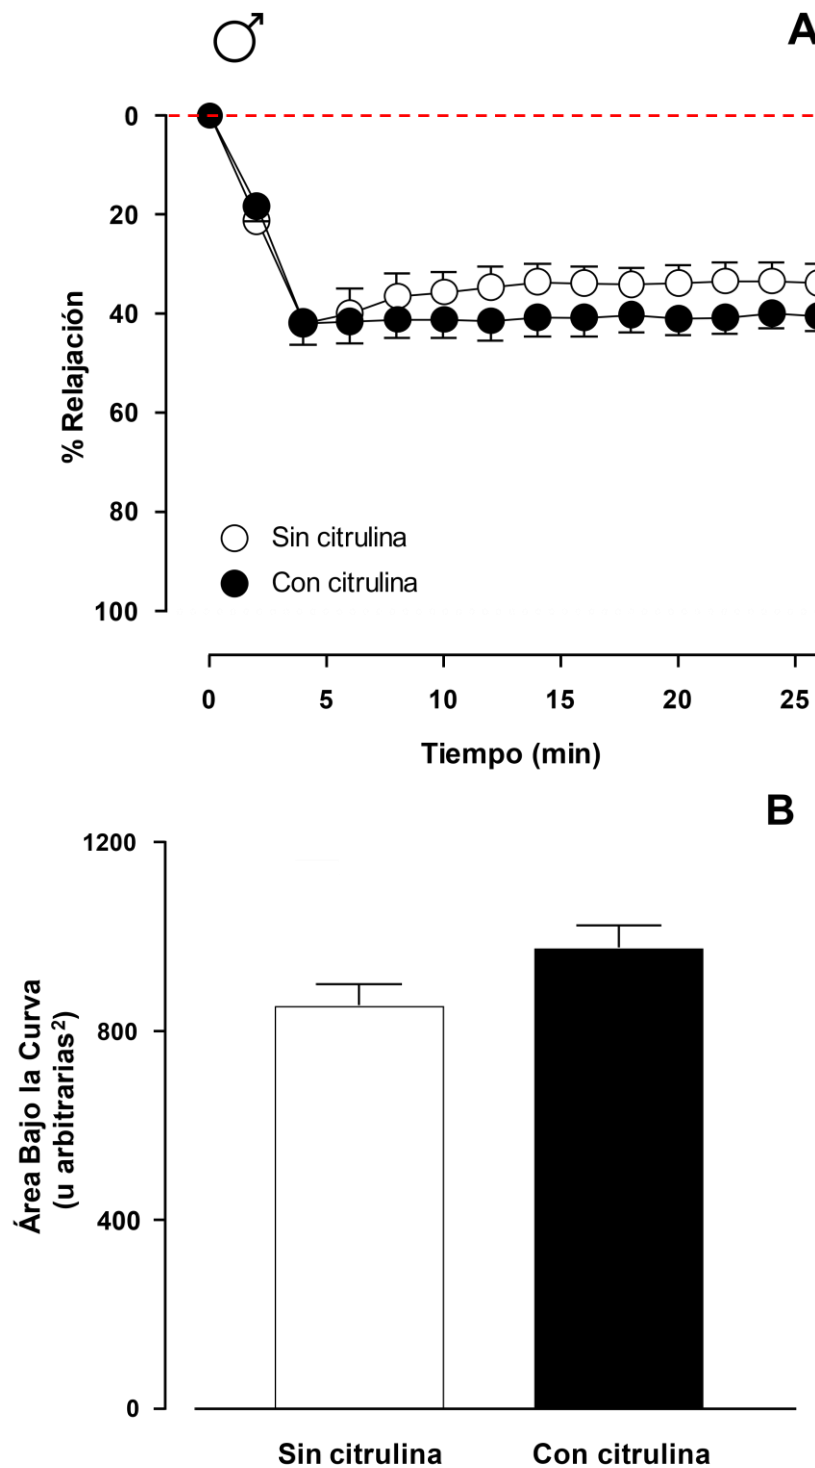 ♂
A
0
20
40
60
80
100
% Relajación
Sin citrulina
Con citrulina
0 5 10 15 20 25
Tiempo (min)
B
1200
800
400
0
Área Bajo la Curva
(u arbitrarias²)
Sin citrulina Con citrulina